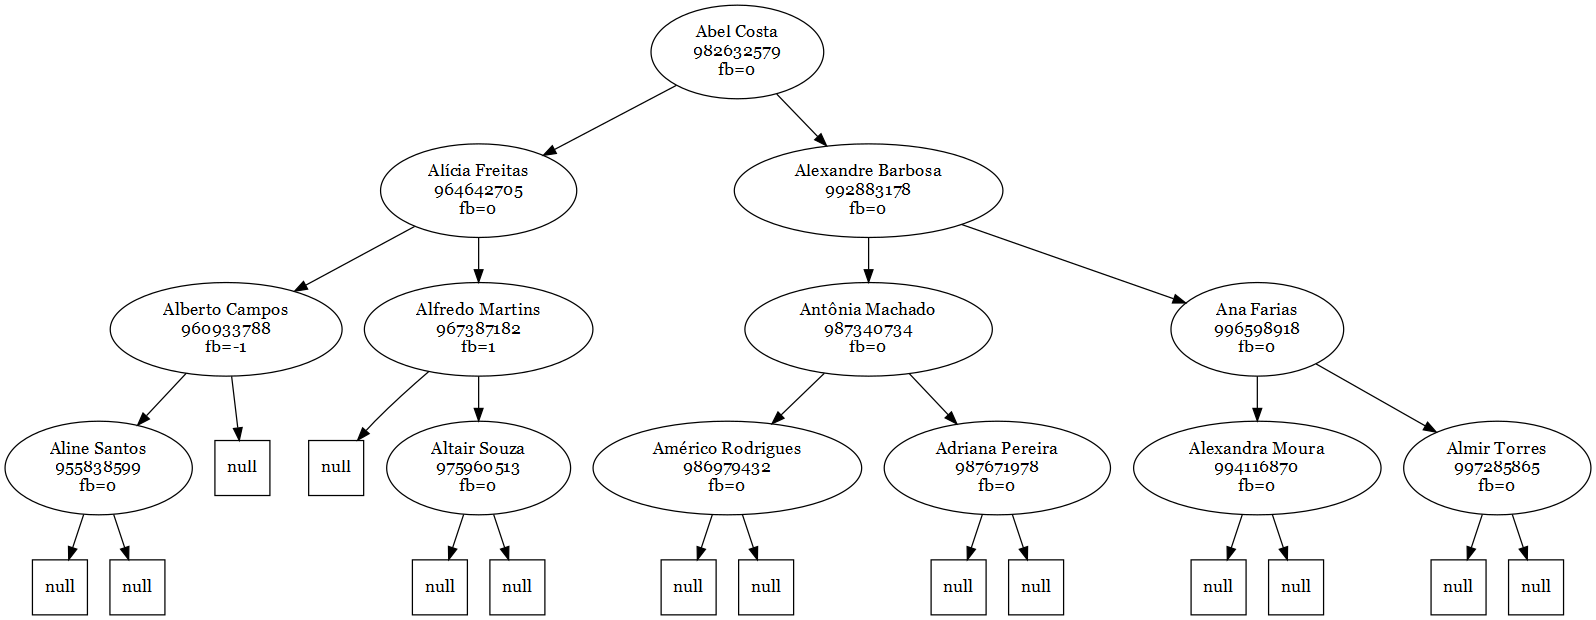 Abel Costa
982632579
fb=0
Alícia Freitas
964642705
fb=0
Alexandre Barbosa
992883178
fb=0
Alberto Campos
960933788
fb=-1
Alfredo Martins
967387182
fb=1
Antônia Machado
987340734
fb=0
Ana Farias
996598918
fb=0
Aline Santos
955838599
fb=0
null
null
Altair Souza
975960513
fb=0
Américo Rodrigues
986979432
fb=0
Adriana Pereira
987671978
fb=0
Alexandra Moura
994116870
fb=0
Almir Torres
997285865
fb=0
null
null
null
null
null
null
null
null
null
null
null
null